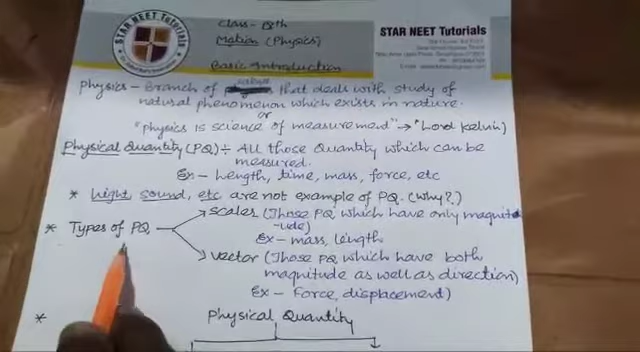 STAR NEET Tutorials
Class - 9th
Motion (Physics)
Basic Introduction
STAR NEET Tutorials
Physics - Branch of science that deals with study of
natural phenomenon which exists in nature.
or
"Physics is science of measurement" → "Lord Kelvin)
Physical Quantity (PQ) ÷ All those Quantity which can be
measured.
Ex - Length, time, mass, force, etc
* Light, Sound, etc are not example of PQ. (Why?)
* Types of PQ
scaler (Those PQ which have only magnit
-ude)
Ex - mass, length
vector (Those PQ which have both
magnitude as well as direction)
Ex - Force, displacement)
*
Physical Quantity